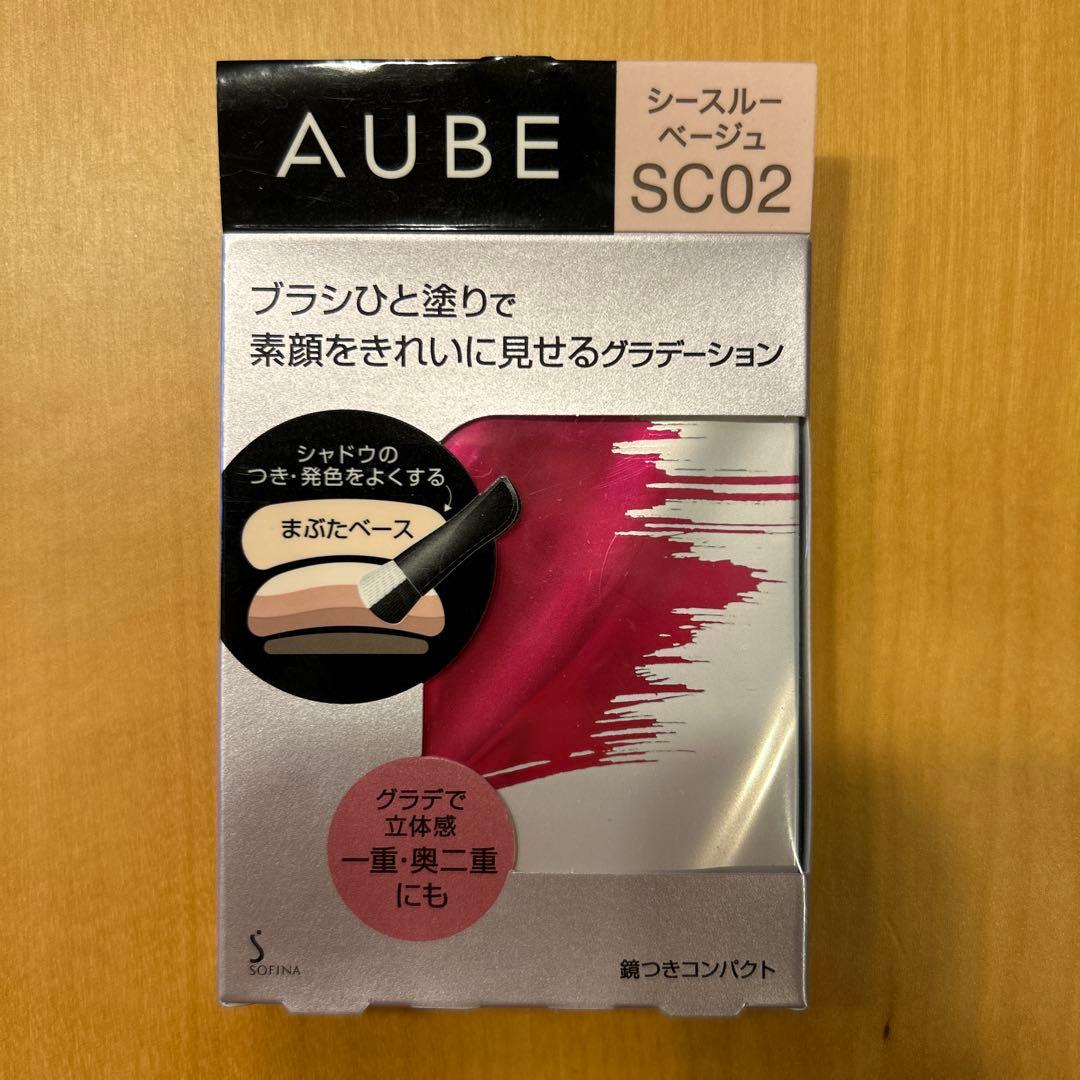 AUBE
シースルー
ベージュ
SC02
ブラシひと塗りで
素顔をきれいに見せるグラデーション
シャドウの
つき・発色をよくする
まぶたベース
グラデで
立体感
一重・奥二重
にも
SOFINA
鏡つきコンパクト